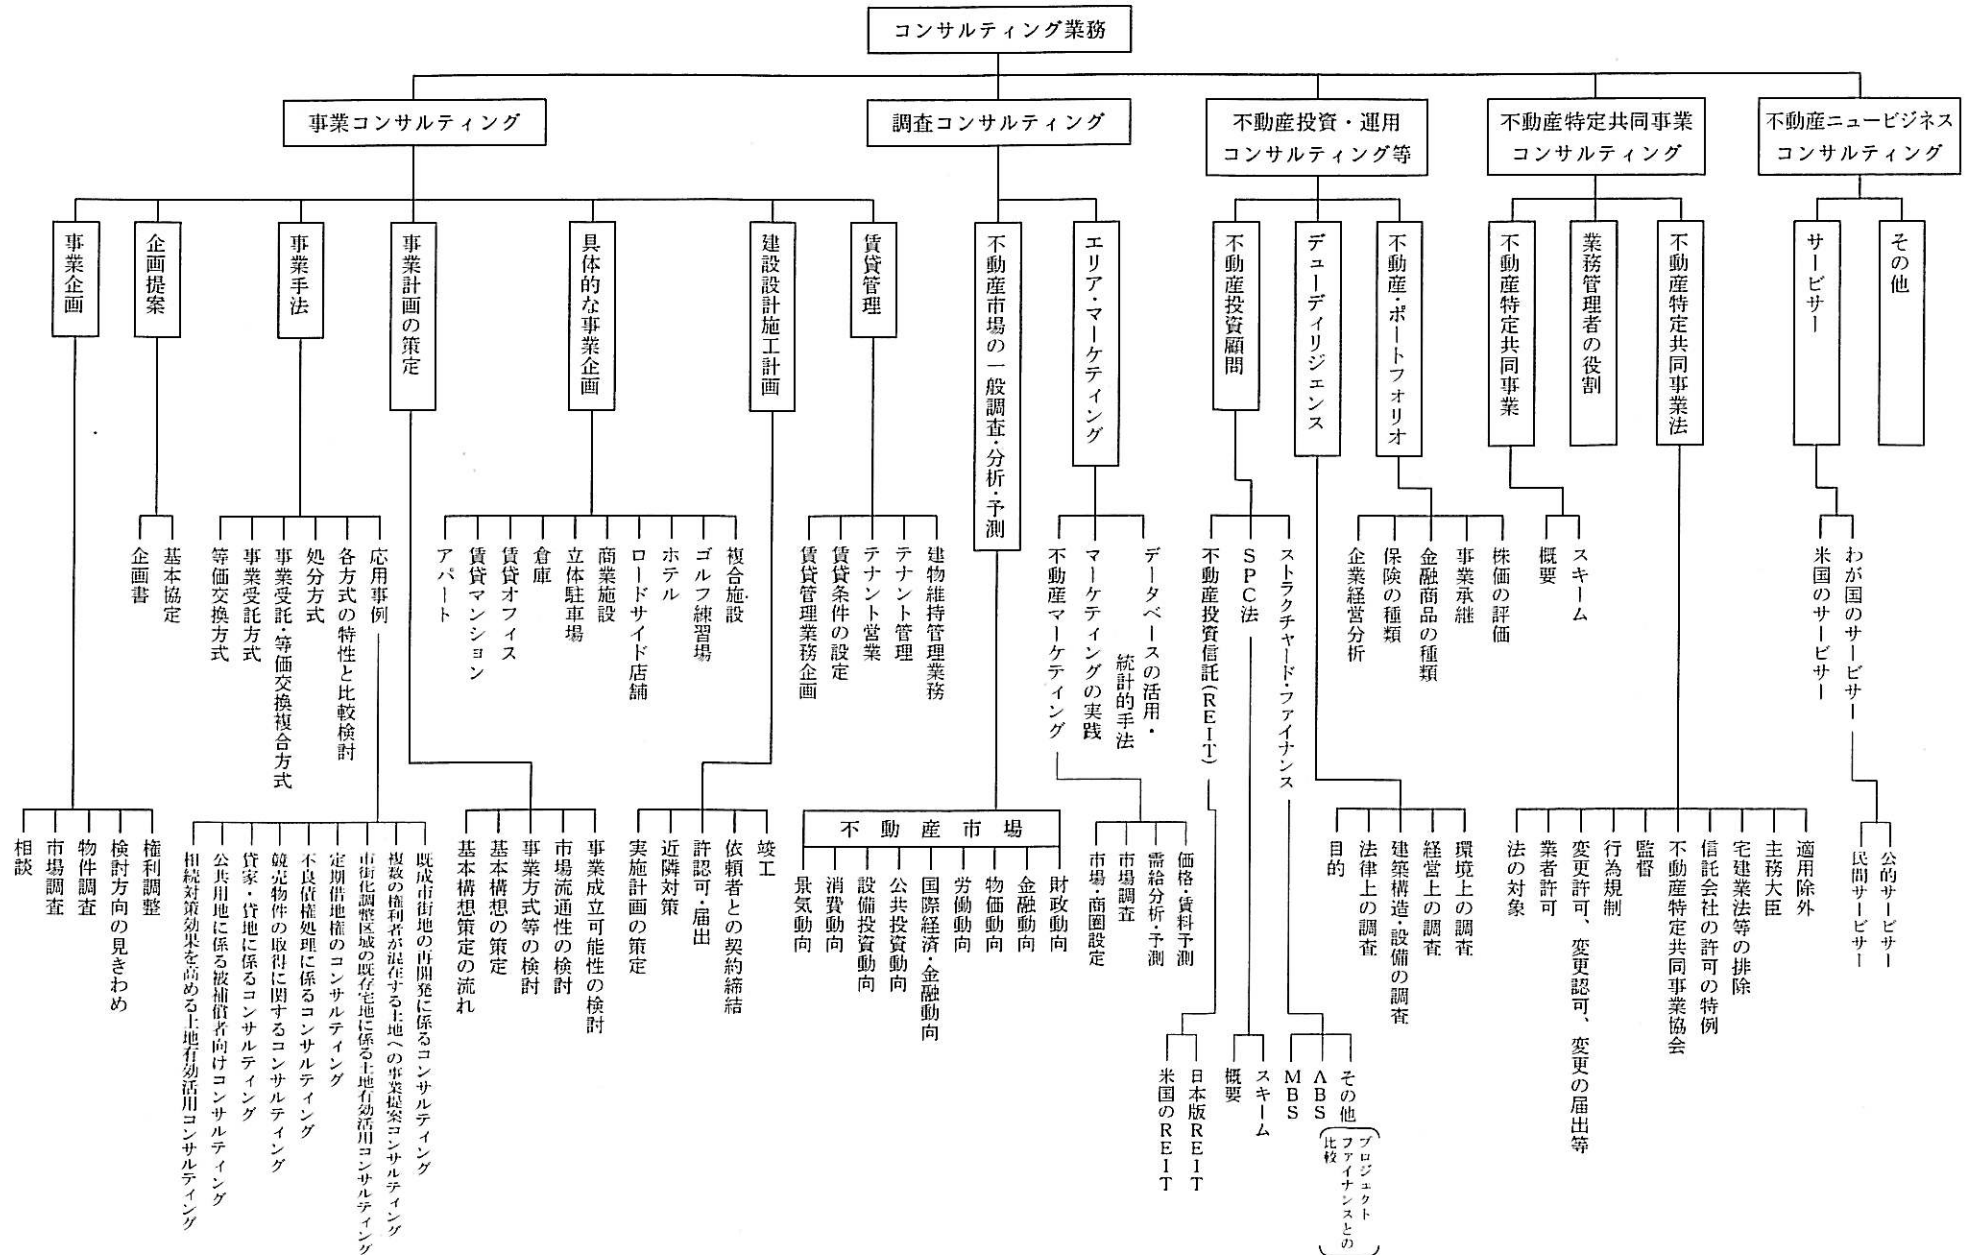 コンサルティング業務
事業コンサルティング
調査コンサルティング
不動産投資・運用
コンサルティング等
不動産特定共同事業
コンサルティング
不動産ニュービジネス
コンサルティング
事業企画
企画提案
事業手法
事業計画の策定
具体的な事業企画
建設設計施工計画
賃貸管理
不動産市場の一般調査・分析・予測
エリア・マーケティング
不動産投資顧問
デューディリジェンス
不動産・ポートフォリオ
不動産特定共同事業
業務管理者の役割
不動産特定共同事業法
サービサー
その他
企画書
基本協定
等価交換方式
事業受託方式
事業受託・等価交換複合方式
処分方式
各方式の特性と比較検討
応用事例
アパート
賃貸マンション
賃貸オフィス
倉庫
立体駐車場
商業施設
ロードサイド店舗
ホテル
ゴルフ練習場
複合施設
賃貸管理業務企画
賃貸条件の設定
テナント営業
テナント管理
建物維持管理業務
不動産マーケティング
マーケティングの実践
データベースの活用・
統計的手法
不動産投資信託(REIT)
SPC法
ストラクチャード・ファイナンス
企業経営分析
保険の種類
金融商品の種類
事業承継
株価の評価
概要
スキーム
米国のサービサー
わが国のサービサー
相談
市場調査
物件調査
検討方向の見きわめ
権利調整
相続対策効果を高める土地有効活用コンサルティング
公共用地に係る被補償者向けコンサルティング
貸家・貸地に係るコンサルティング
競売物件の取得に関するコンサルティング
不良債権処理に係るコンサルティング
定期借地権のコンサルティング
市街化調整区域の既存宅地に係る土地有効活用コンサルティング
複数の権利者が混在する土地への事業提案コンサルティング
既成市街地の再開発に係るコンサルティング
基本構想策定の流れ
基本構想の策定
事業方式等の検討
市場流通性の検討
事業成立可能性の検討
実施計画の策定
近隣対策
許認可・届出
依頼者との契約締結
竣工
不動産市場
景気動向
消費動向
設備投資動向
公共投資動向
国際経済・金融動向
労働動向
物価動向
金融動向
財政動向
市場・商圏設定
市場調査
需給分析・予測
価格・賃料予測
米国のREIT
日本版REIT
概要
スキーム
MBS
ABS
その他
(プロジェクト
ファイナンスとの
比較)
目的
法律上の調査
建築構造・設備の調査
経営上の調査
環境上の調査
法の対象
業者許可
変更許可、変更認可、変更の届出等
行為規制
監督
不動産特定共同事業協会
信託会社の許可の特例
宅建業法等の排除
主務大臣
適用除外
民間サービサー
公的サービサー